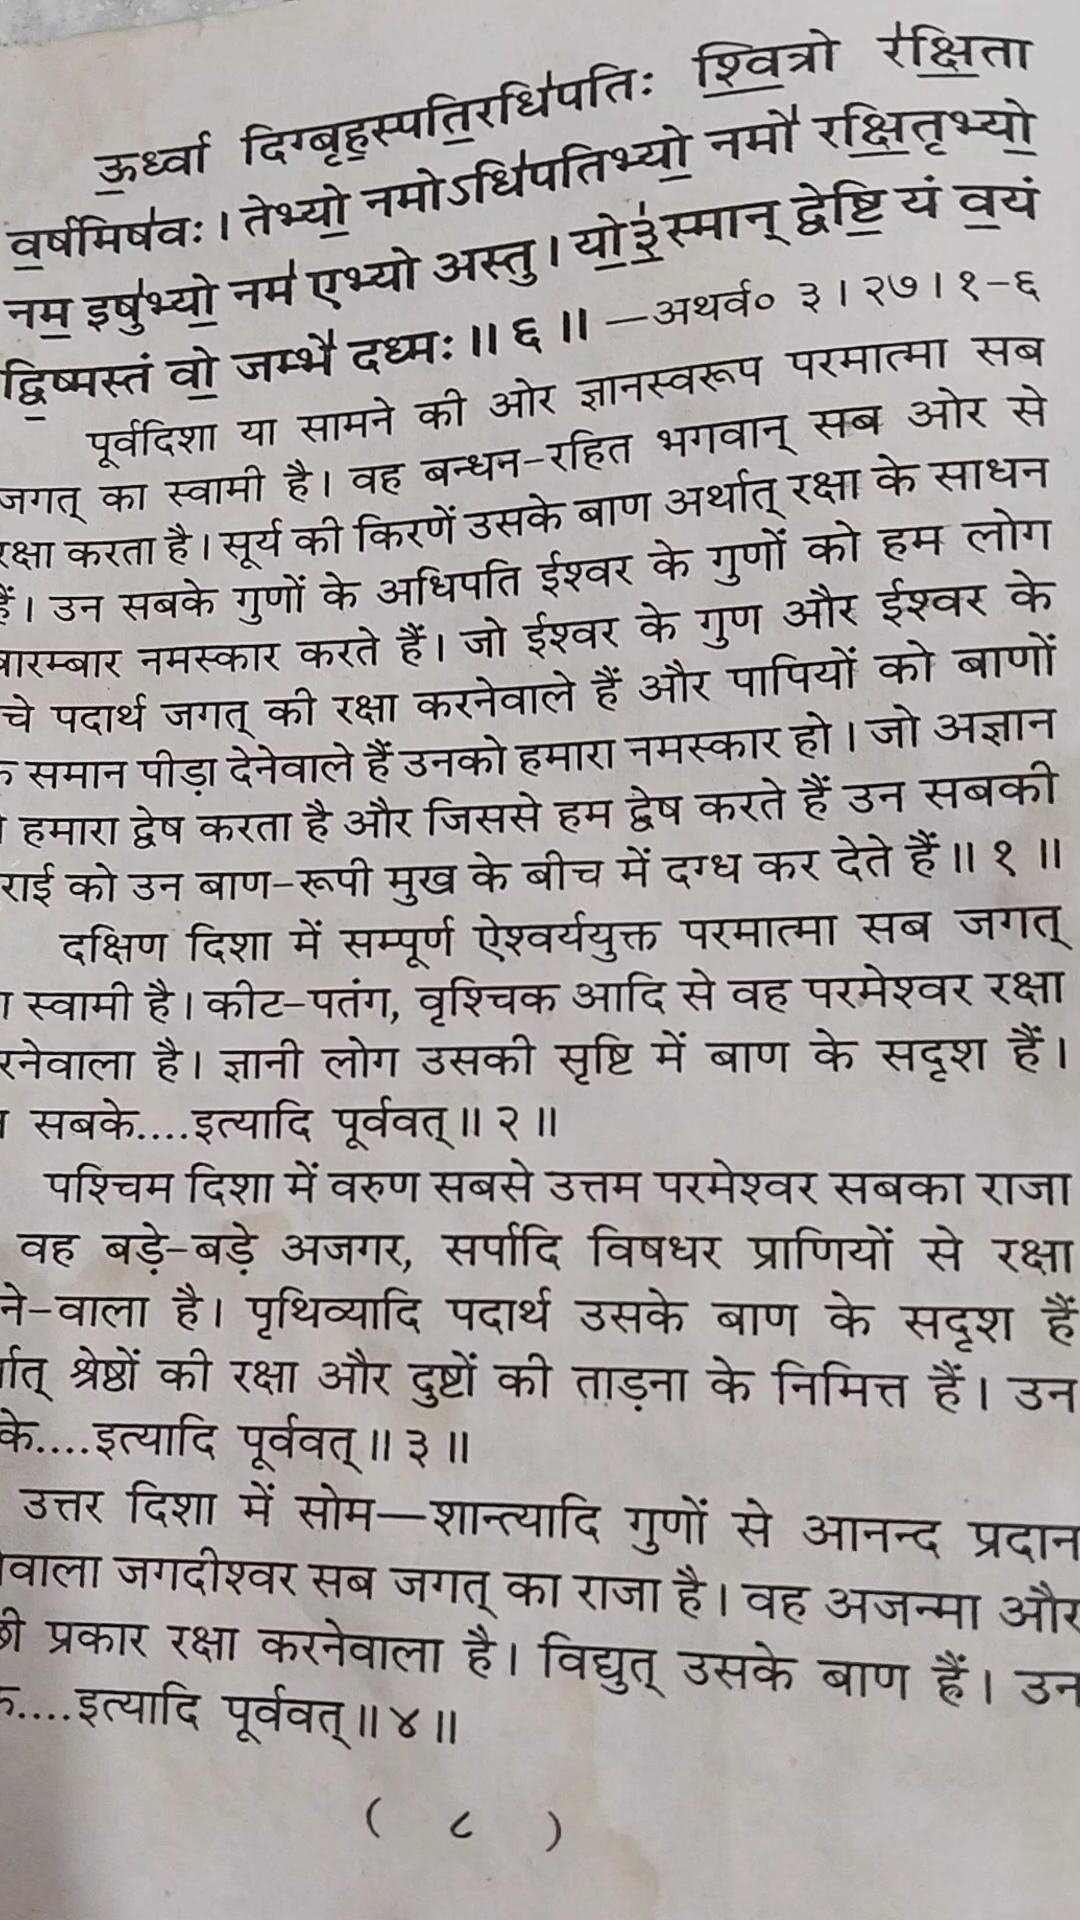 ऊ॒र्ध्वा दिग्बृह॒स्पति॒रधि॑पतिः श्वि॒त्रो र॑क्षि॒ता
व॒र्षमिष॑वः। तेभ्यो॒ नमोऽधि॑पतिभ्यो॒ नमो॑ रक्षि॒तृभ्यो॒
नम॒ इषु॑भ्यो॒ नम॑ एभ्यो अस्तु। यो॒३॒॑स्मान् द्वेष्टि॒ यं व॒यं
द्वि॒ष्मस्तं वो॒ जम्भे॑ दध्मः॥ ६ ॥ —अथर्व० ३।२७।१-६
पूर्वदिशा या सामने की ओर ज्ञानस्वरूप परमात्मा सब
जगत् का स्वामी है। वह बन्धन-रहित भगवान् सब ओर से
रक्षा करता है। सूर्य की किरणें उसके बाण अर्थात् रक्षा के साधन
हैं। उन सबके गुणों के अधिपति ईश्वर के गुणों को हम लोग
बारम्बार नमस्कार करते हैं। जो ईश्वर के गुण और ईश्वर के
चे पदार्थ जगत् की रक्षा करनेवाले हैं और पापियों को बाणों
समान पीड़ा देनेवाले हैं उनको हमारा नमस्कार हो। जो अज्ञान
हमारा द्वेष करता है और जिससे हम द्वेष करते हैं उन सबकी
राई को उन बाण-रूपी मुख के बीच में दग्ध कर देते हैं॥ १ ॥
दक्षिण दिशा में सम्पूर्ण ऐश्वर्ययुक्त परमात्मा सब जगत्
स्वामी है। कीट-पतंग, वृश्चिक आदि से वह परमेश्वर रक्षा
रनेवाला है। ज्ञानी लोग उसकी सृष्टि में बाण के सदृश हैं।
सबके....इत्यादि पूर्ववत्॥ २ ॥
पश्चिम दिशा में वरुण सबसे उत्तम परमेश्वर सबका राजा
वह बड़े-बड़े अजगर, सर्पादि विषधर प्राणियों से रक्षा
ने-वाला है। पृथिव्यादि पदार्थ उसके बाण के सदृश हैं
र्थात् श्रेष्ठों की रक्षा और दुष्टों की ताड़ना के निमित्त हैं। उन
के....इत्यादि पूर्ववत्॥ ३ ॥
उत्तर दिशा में सोम—शान्त्यादि गुणों से आनन्द प्रदान
वाला जगदीश्वर सब जगत् का राजा है। वह अजन्मा और
प्रकार रक्षा करनेवाला है। विद्युत् उसके बाण हैं। उन
....इत्यादि पूर्ववत्॥ ४ ॥
( ८ )